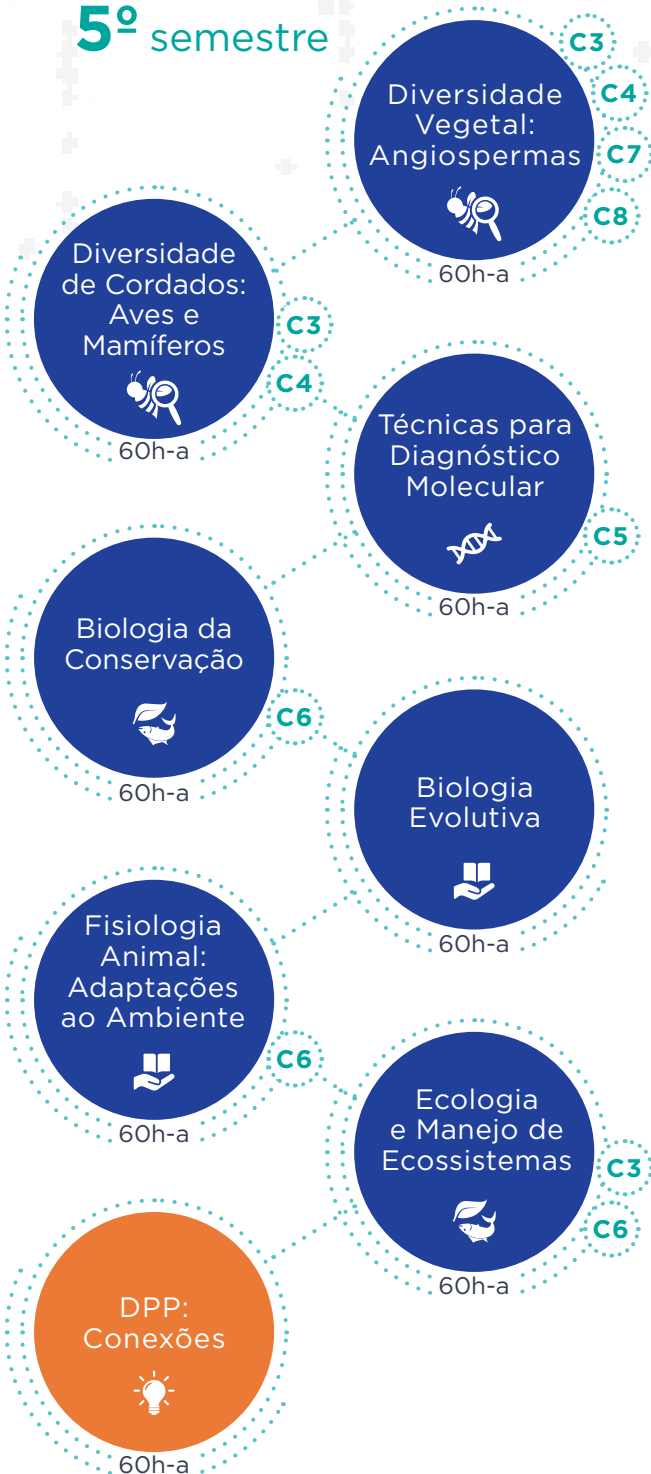 5º semestre
Diversidade
Vegetal:
Angiospermas
60h-a
C3
C4
C7
C8
Diversidade
de Cordados:
Aves e
Mamíferos
60h-a
C3
C4
Técnicas para
Diagnóstico
Molecular
60h-a
C5
Biologia da
Conservação
60h-a
C6
Biologia
Evolutiva
60h-a
Fisiologia
Animal:
Adaptações
ao Ambiente
60h-a
C6
Ecologia
e Manejo de
Ecossistemas
60h-a
C3
C6
DPP:
Conexões
60h-a